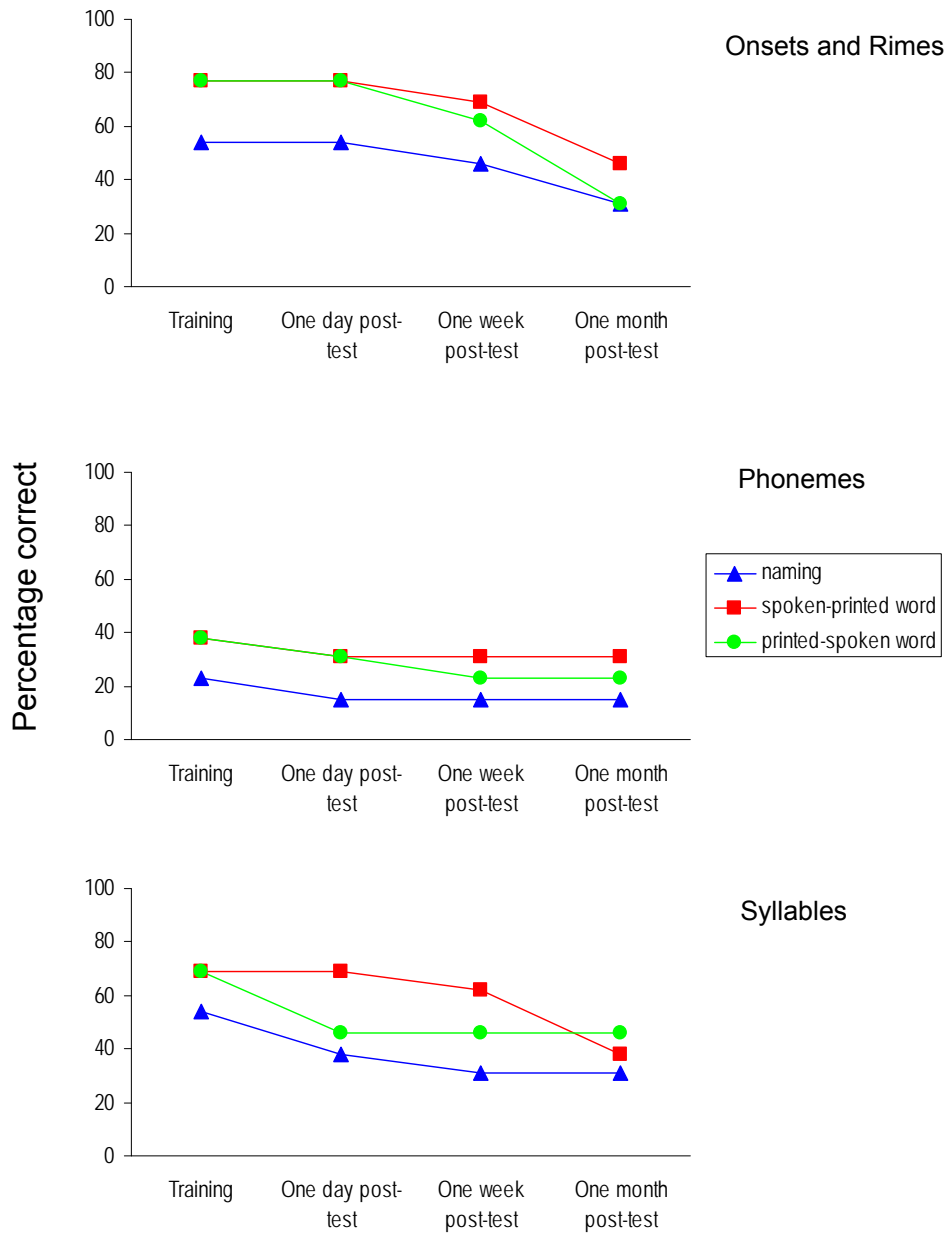 Onsets and Rimes
100
80
60
40
20
0
Training
One day post-
test
One week
post-test
One month
post-test
Percentage correct
Phonemes
100
80
60
40
20
0
naming
spoken-printed word
printed-spoken word
Training
One day post-
test
One week
post-test
One month
post-test
Syllables
100
80
60
40
20
0
Training
One day post-
test
One week
post-test
One month
post-test